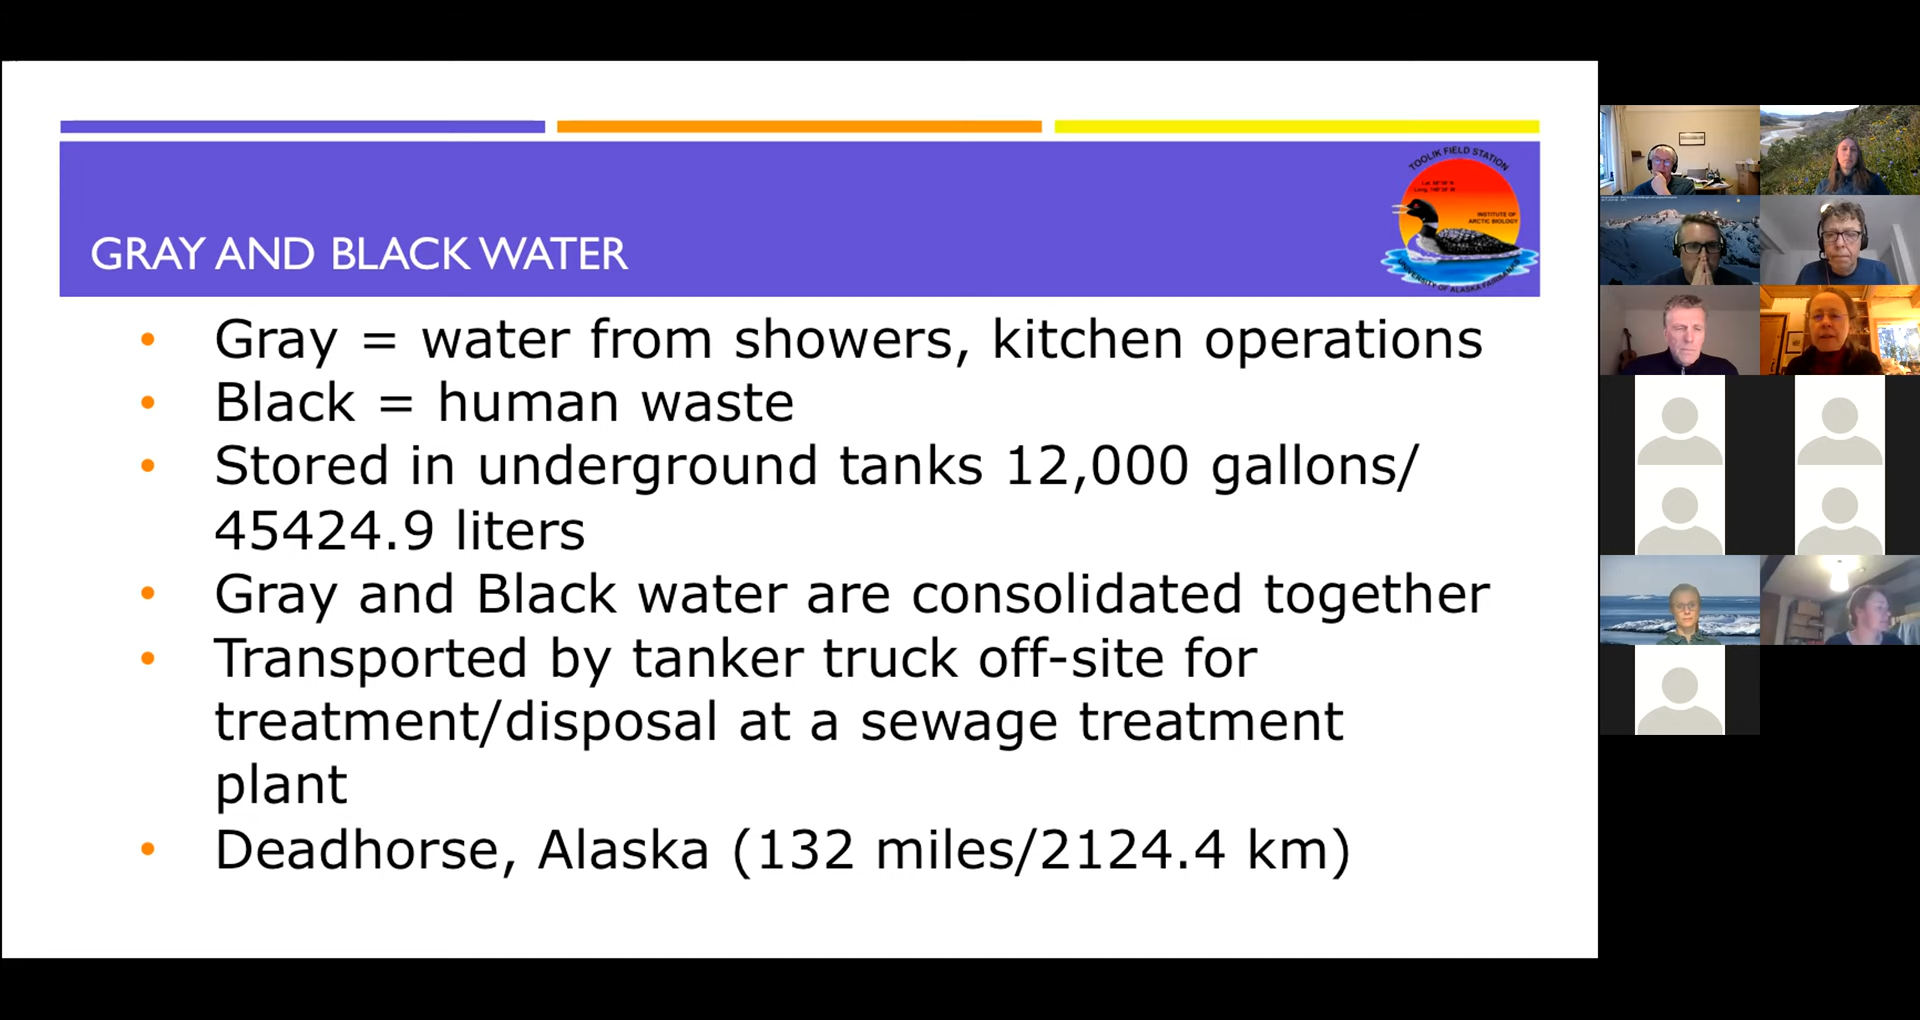 GRAY AND BLACK WATER
TOOLIK FIELD STATION
INSTITUTE OF
ARCTIC BIOLOGY
UNIVERSITY OF ALASKA FAIRBANKS
• Gray = water from showers, kitchen operations
• Black = human waste
• Stored in underground tanks 12,000 gallons/
45424.9 liters
• Gray and Black water are consolidated together
• Transported by tanker truck off-site for
treatment/disposal at a sewage treatment
plant
• Deadhorse, Alaska (132 miles/2124.4 km)